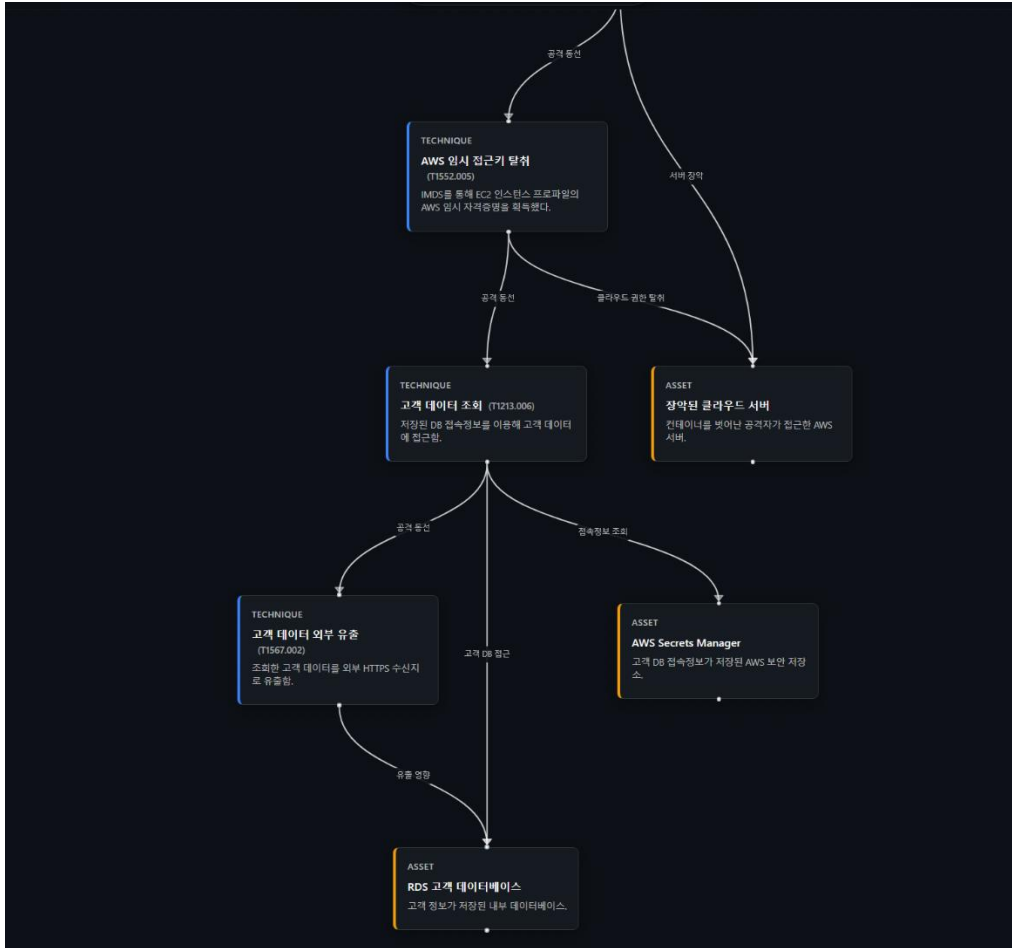 공격 동선
TECHNIQUE
AWS 임시 접근키 탈취
(T1552.005)
IMDS를 통해 EC2 인스턴스 프로파일의
AWS 임시 자격증명을 획득했다.
서버 장악
공격 동선
클라우드 권한 탈취
TECHNIQUE
고객 데이터 조회 (T1213.006)
저장된 DB 접속정보를 이용해 고객 데이터
에 접근함.
ASSET
장악된 클라우드 서버
컨테이너를 벗어난 공격자가 접근한 AWS
서버.
공격 동선
접속정보 조회
TECHNIQUE
고객 데이터 외부 유출
(T1567.002)
조회한 고객 데이터를 외부 HTTPS 수신지
로 유출함.
고객 DB 접근
ASSET
AWS Secrets Manager
고객 DB 접속정보가 저장된 AWS 보안 저장
소.
유출 영향
ASSET
RDS 고객 데이터베이스
고객 정보가 저장된 내부 데이터베이스.